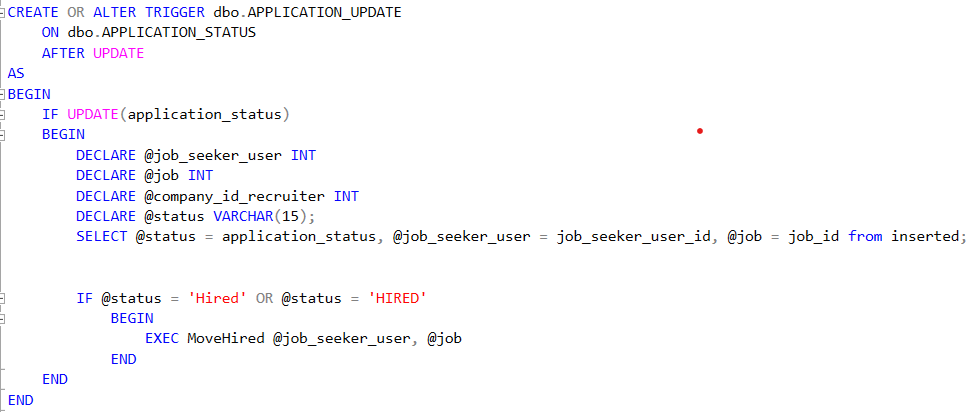 CREATE OR ALTER TRIGGER dbo.APPLICATION_UPDATE
ON dbo.APPLICATION_STATUS
AFTER UPDATE
AS
BEGIN
IF UPDATE(application_status)
BEGIN
DECLARE @job_seeker_user INT
DECLARE @job INT
DECLARE @company_id_recruiter INT
DECLARE @status VARCHAR(15);
SELECT @status = application_status, @job_seeker_user = job_seeker_user_id, @job = job_id from inserted;
IF @status = 'Hired' OR @status = 'HIRED'
BEGIN
EXEC MoveHired @job_seeker_user, @job
END
END
END